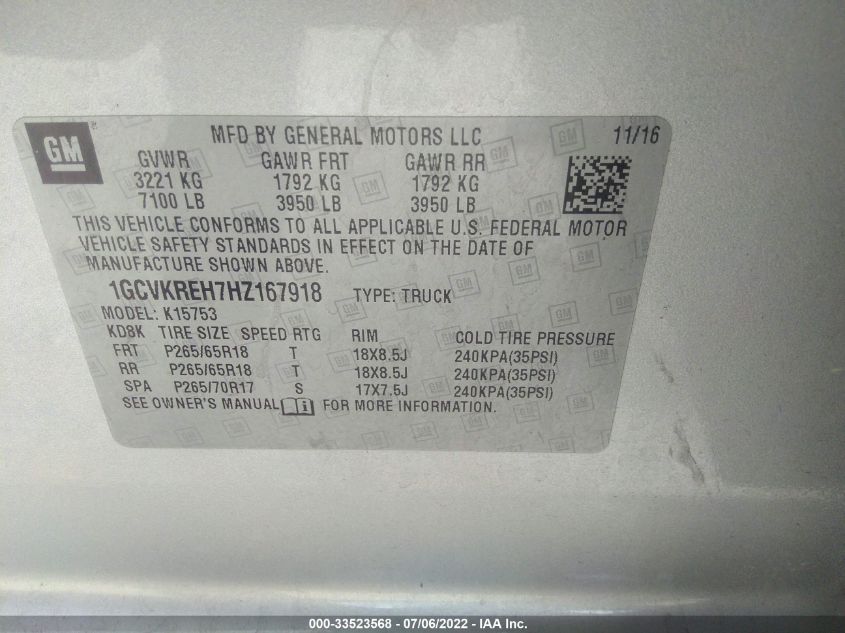 GM
MFD BY GENERAL MOTORS LLC 11/16
GVWR GAWR FRT GAWR RR
3221 KG 1792 KG 1792 KG
7100 LB 3950 LB 3950 LB
THIS VEHICLE CONFORMS TO ALL APPLICABLE U.S. FEDERAL MOTOR
VEHICLE SAFETY STANDARDS IN EFFECT ON THE DATE OF
MANUFACTURE SHOWN ABOVE.
1GCVKREH7HZ167918 TYPE: TRUCK
MODEL: K15753
KD8K TIRE SIZE SPEED RTG RIM COLD TIRE PRESSURE
FRT P265/65R18 T 18X8.5J 240KPA(35PSI)
RR P265/65R18 T 18X8.5J 240KPA(35PSI)
SPA P265/70R17 S 17X7.5J 240KPA(35PSI)
SEE OWNER'S MANUAL i FOR MORE INFORMATION.
000-33523568 - 07/06/2022 - IAA Inc.